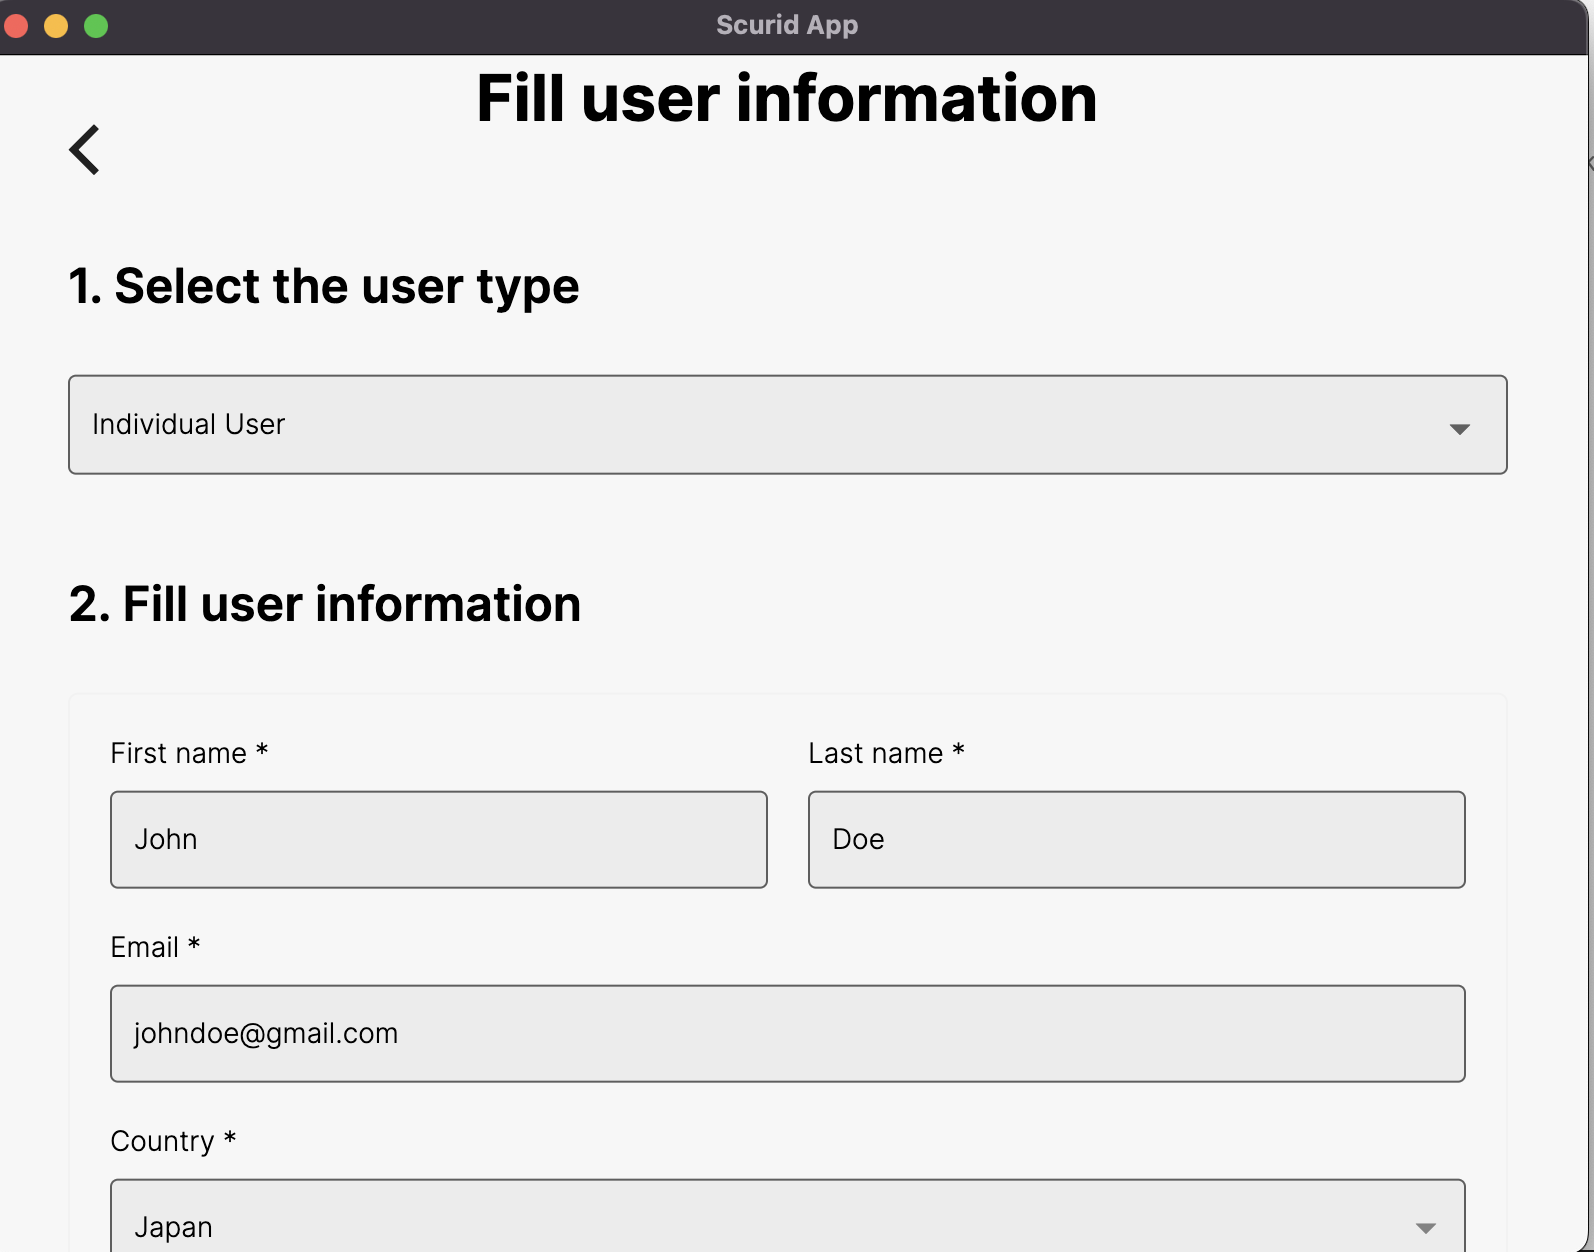 Scurid App
Fill user information
1. Select the user type
Individual User
2. Fill user information
First name *
Last name *
John
Doe
Email *
johndoe@gmail.com
Country *
Japan